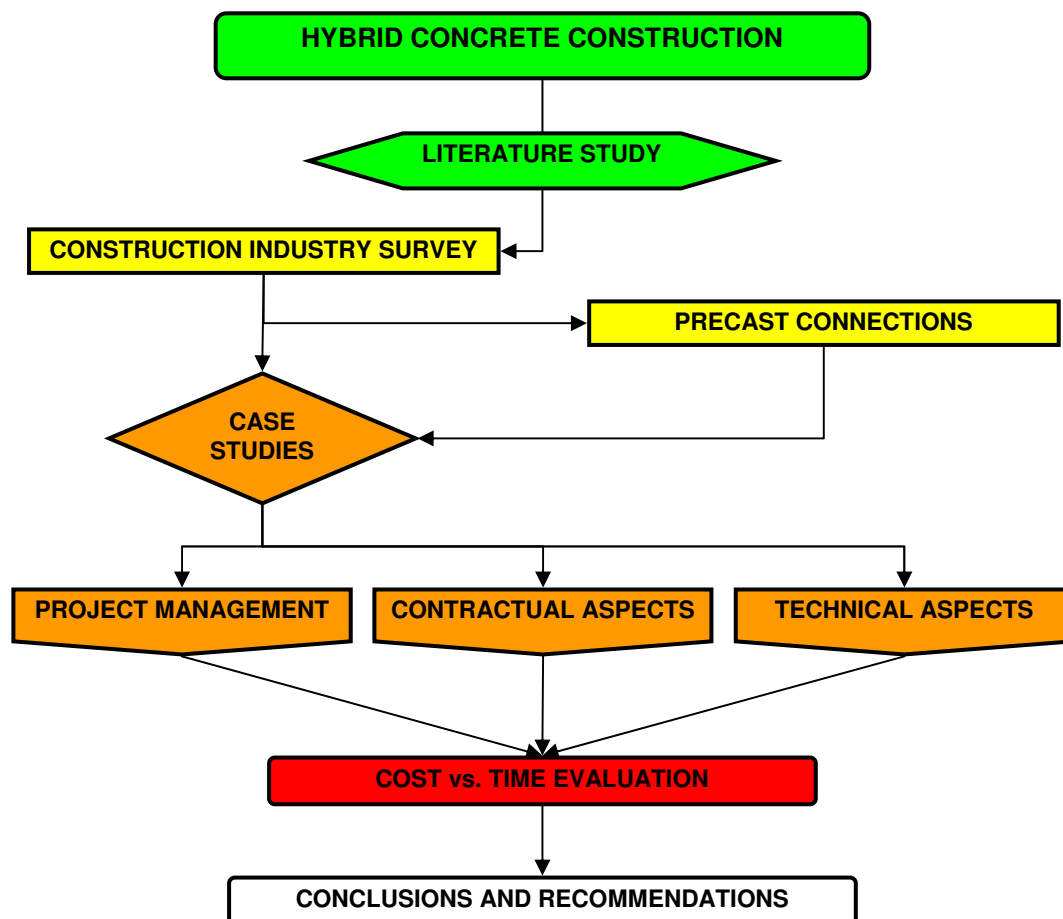 HYBRID CONCRETE CONSTRUCTION
LITERATURE STUDY
CONSTRUCTION INDUSTRY SURVEY
PRECAST CONNECTIONS
CASE
STUDIES
PROJECT MANAGEMENT
CONTRACTUAL ASPECTS
TECHNICAL ASPECTS
COST vs. TIME EVALUATION
CONCLUSIONS AND RECOMMENDATIONS